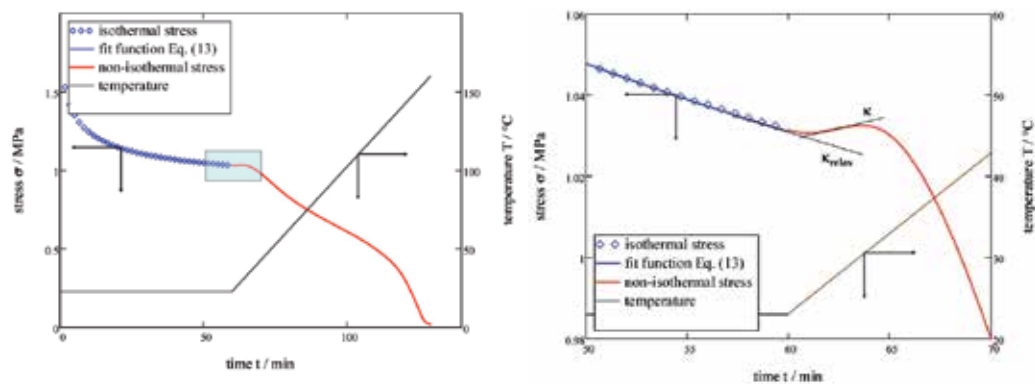 isothermal stress
fit function Eq. (13)
non-isothermal stress
temperature
stress σ / MPa
1.5
1
0.5
0
150
100
50
0
temperature T / °C
0
50
100
time t / min
1.06
1.04
1.02
1
0.98
stress σ / MPa
κ
κrelax
isothermal stress
fit function Eq. (13)
non-isothermal stress
temperature
60
50
40
30
20
temperature T / °C
50
55
60
65
70
time t / min